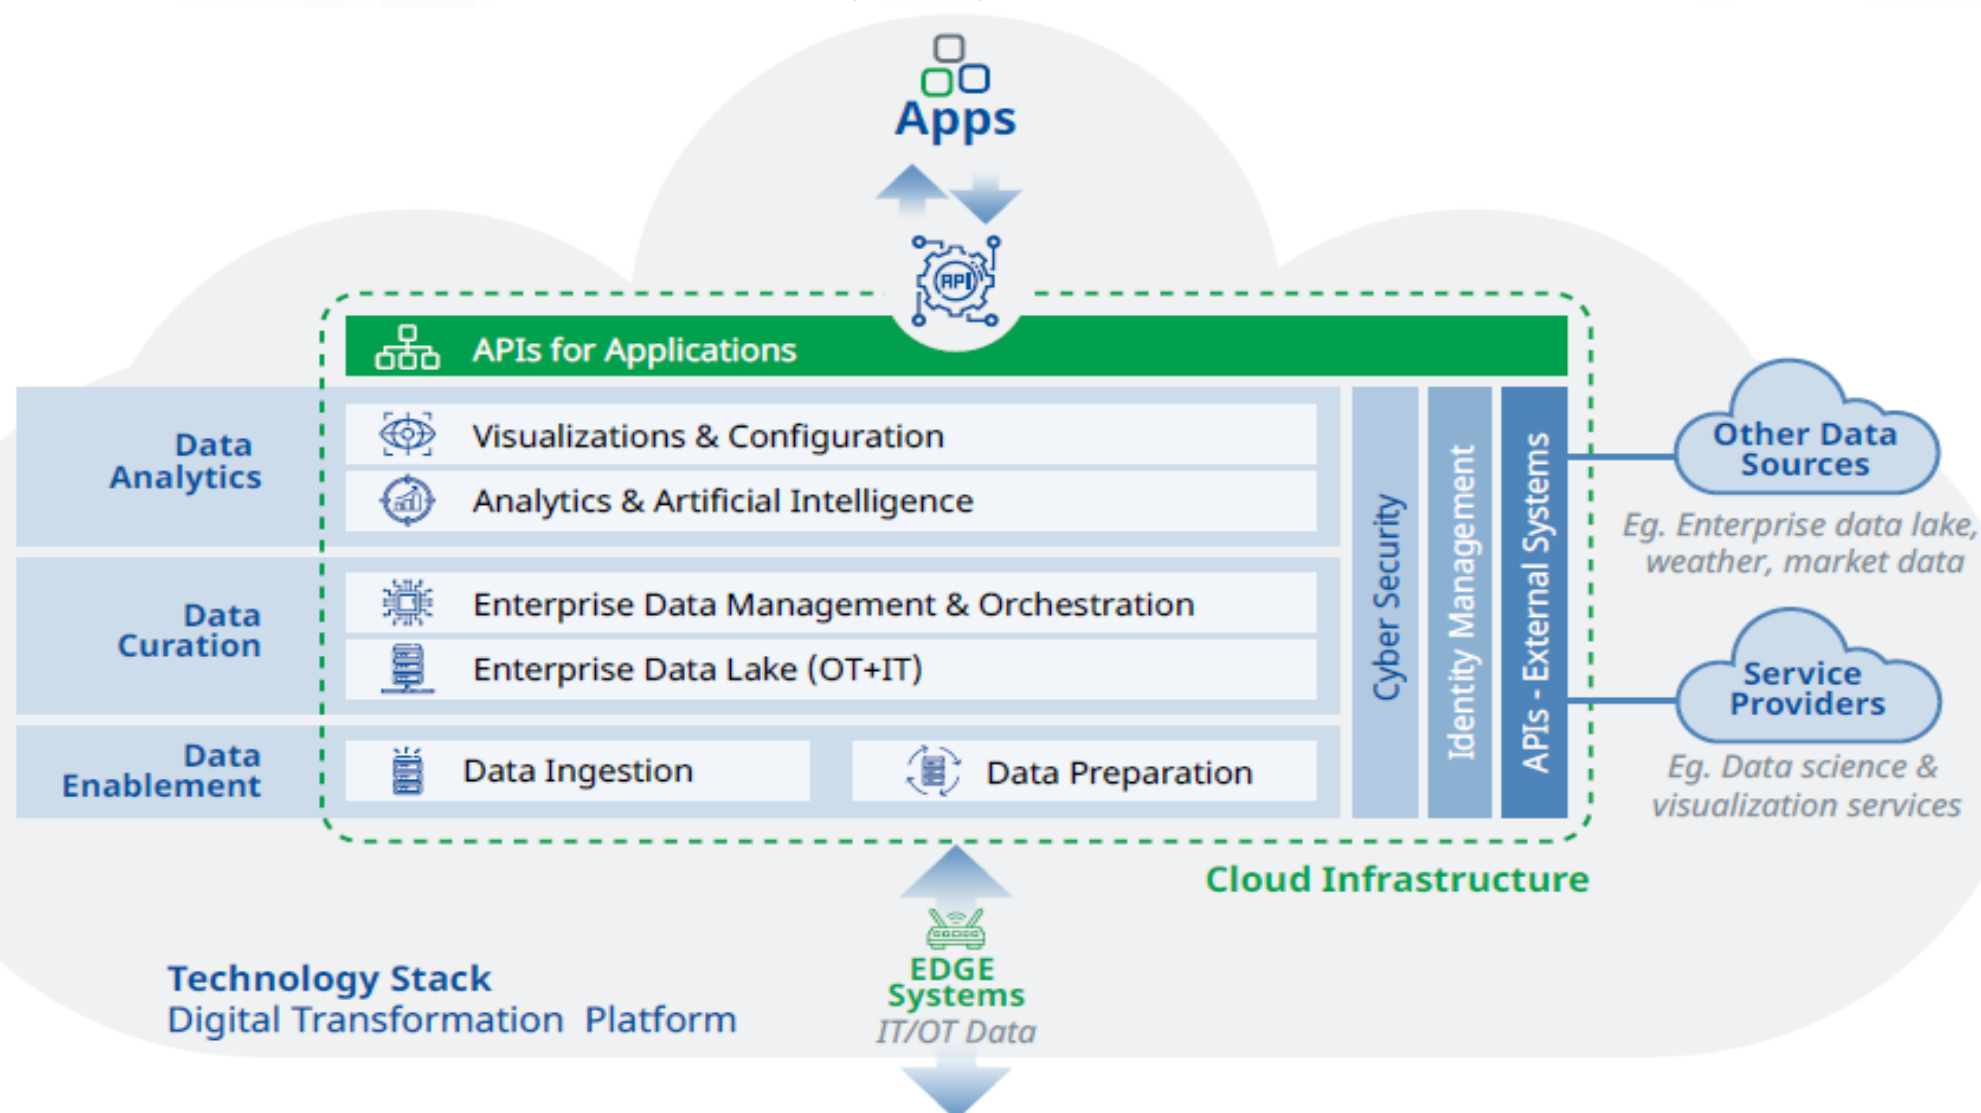 Apps
API
APIs for Applications
Data
Analytics
Visualizations & Configuration
Analytics & Artificial Intelligence
Data
Curation
Enterprise Data Management & Orchestration
Enterprise Data Lake (OT+IT)
Data
Enablement
Data Ingestion
Data Preparation
Cyber Security
Identity Management
APIs - External Systems
Other Data
Sources
Eg. Enterprise data lake,
weather, market data
Service
Providers
Eg. Data science &
visualization services
Cloud Infrastructure
EDGE
Systems
IT/OT Data
Technology Stack
Digital Transformation Platform